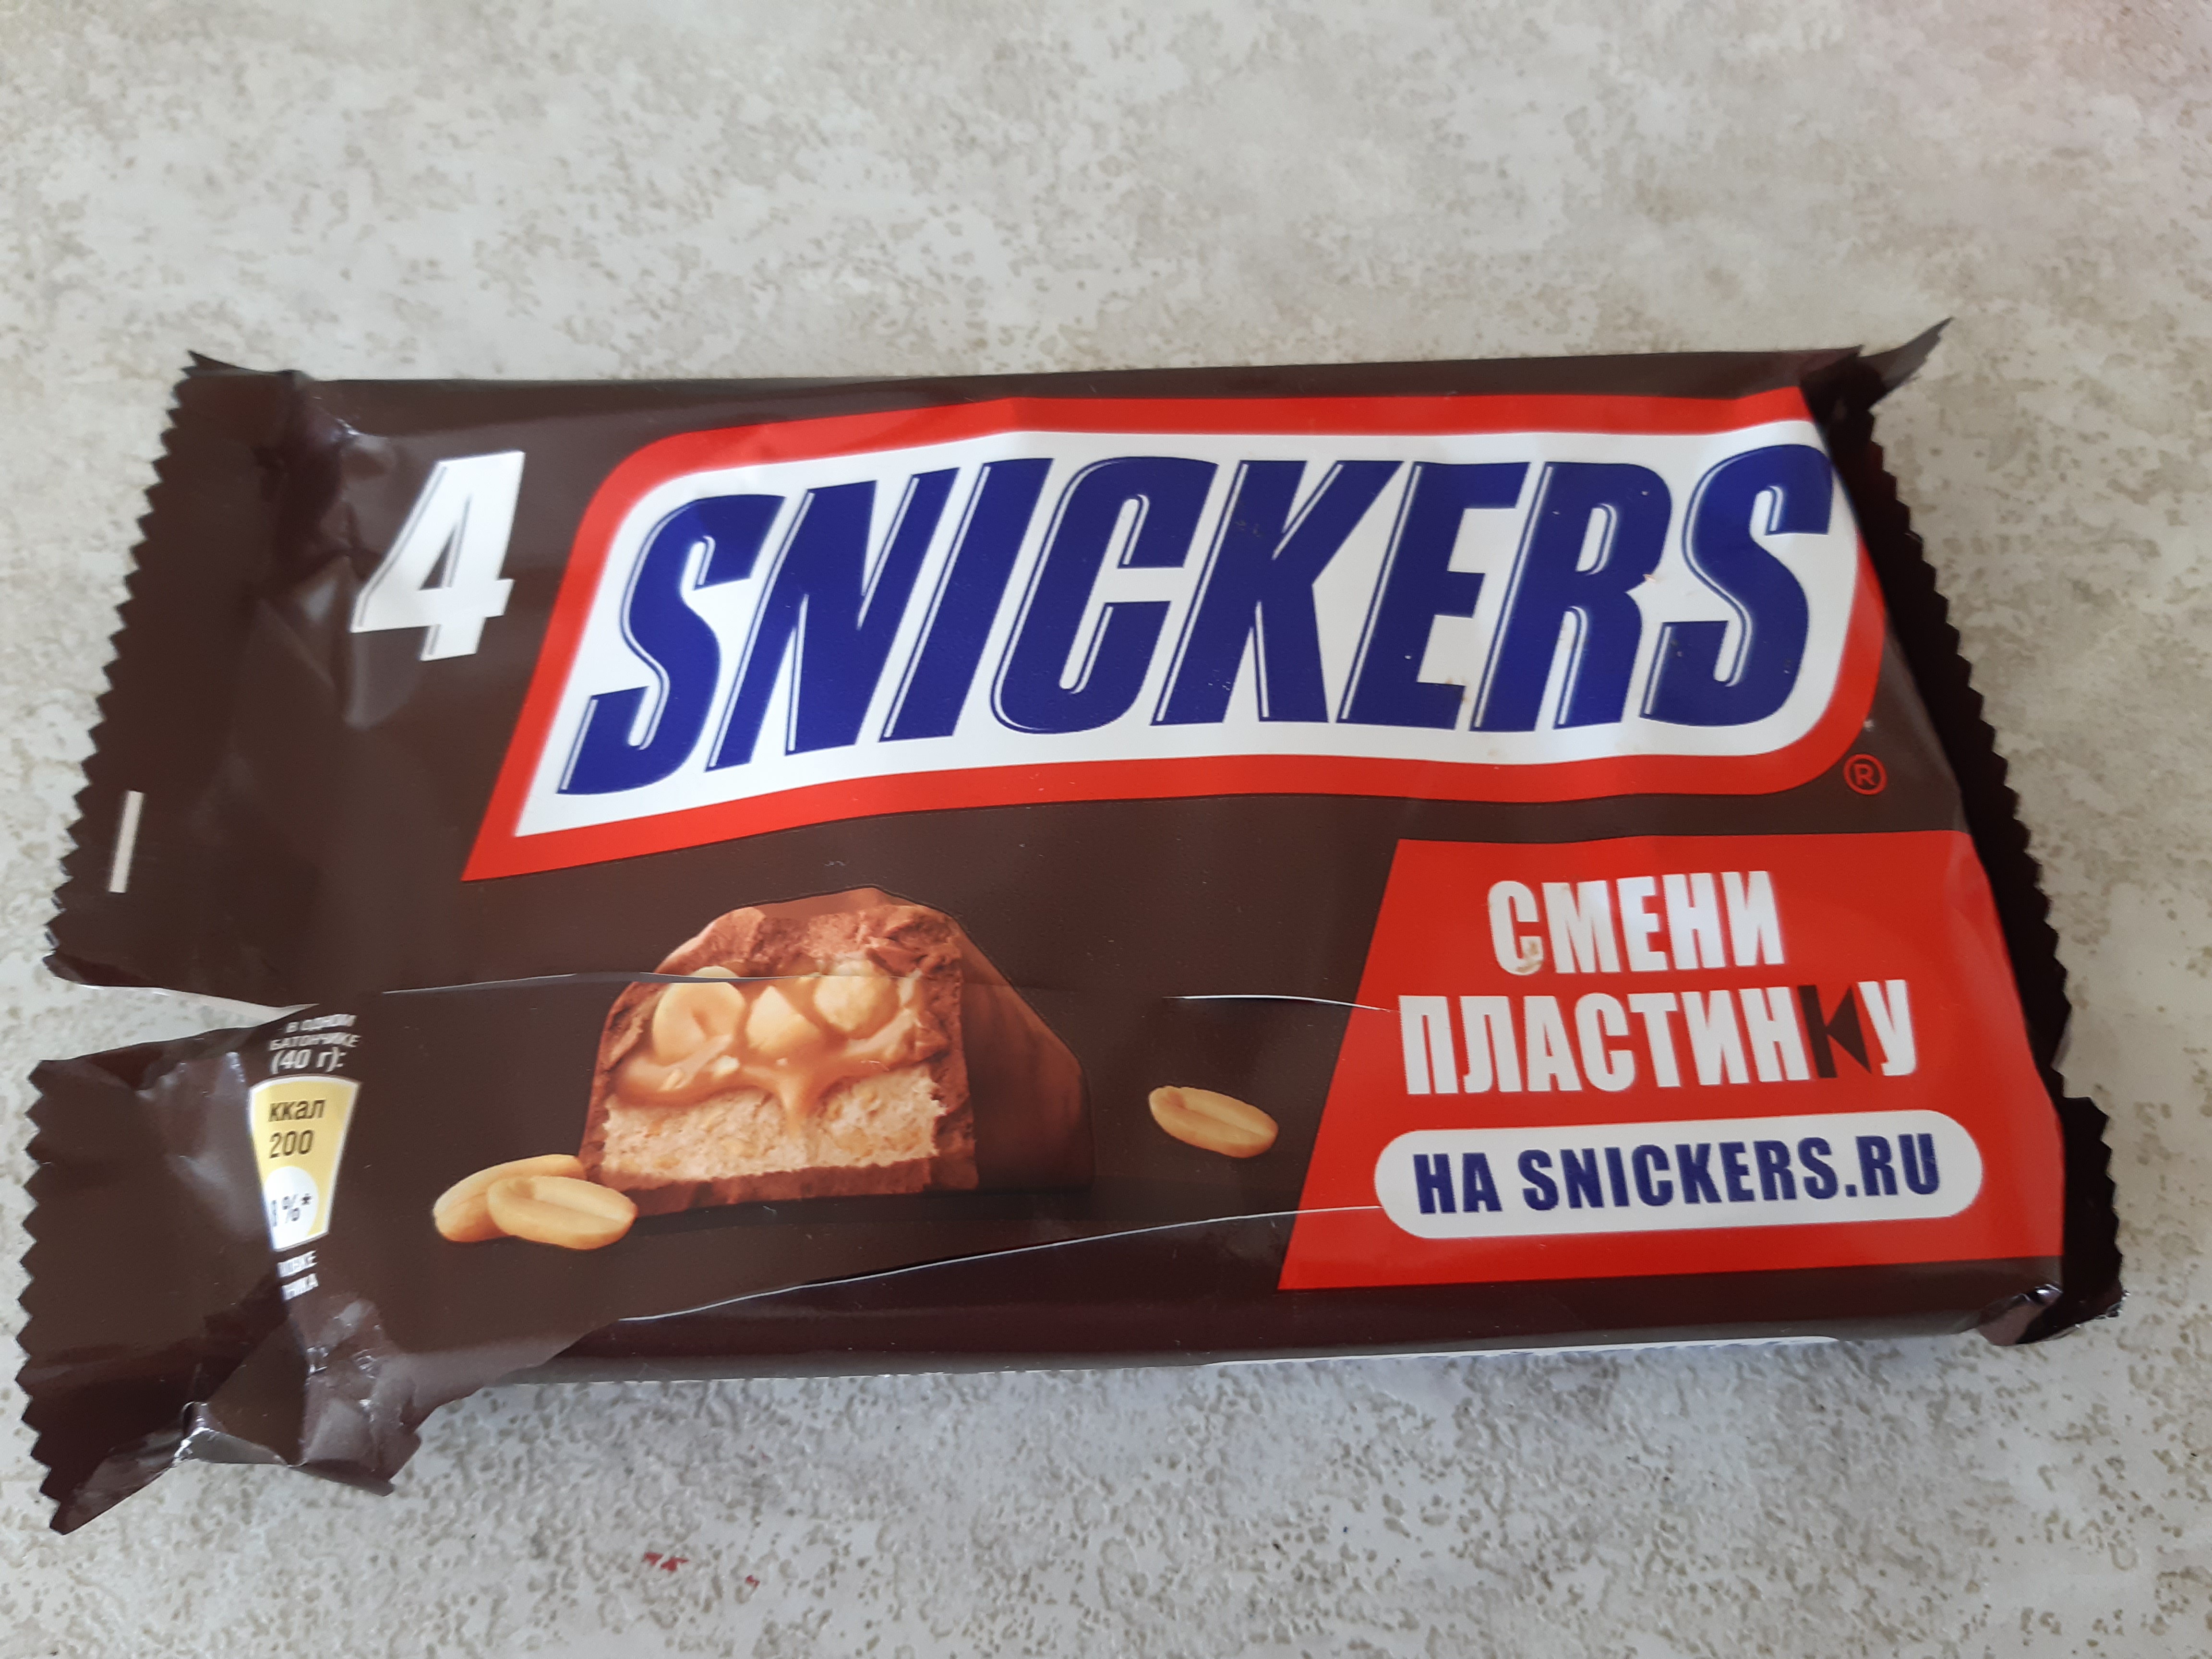 4 SNICKERS®
СМЕНИ
ПЛАСТИНКУ
НА SNICKERS.RU
В ОДНОМ
БАТОНЧИКЕ
(40 г):
ккал
200
%*